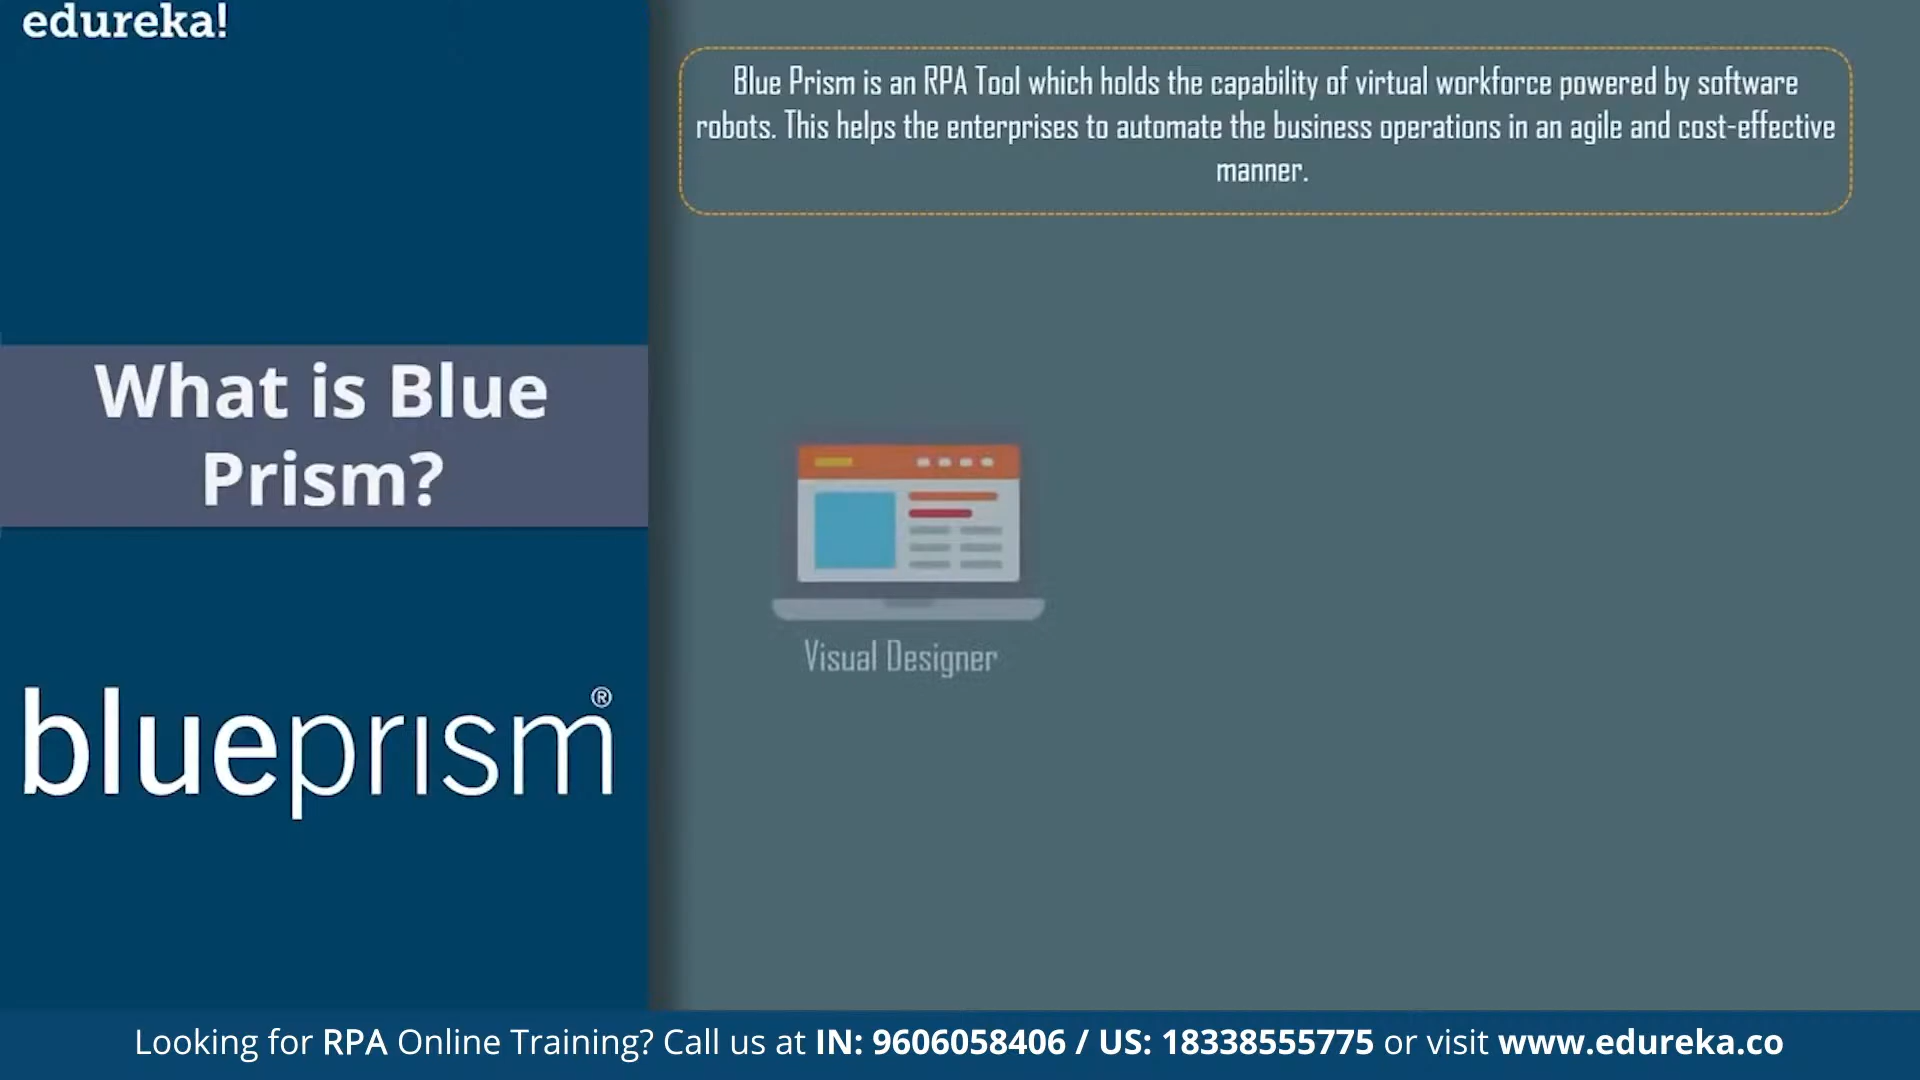 edureka!
What is Blue
Prism?
blueprism®
Blue Prism is an RPA Tool which holds the capability of virtual workforce powered by software
robots. This helps the enterprises to automate the business operations in an agile and cost-effective
manner.
Visual Designer
Looking for RPA Online Training? Call us at IN: 9606058406 / US: 18338555775 or visit www.edureka.co